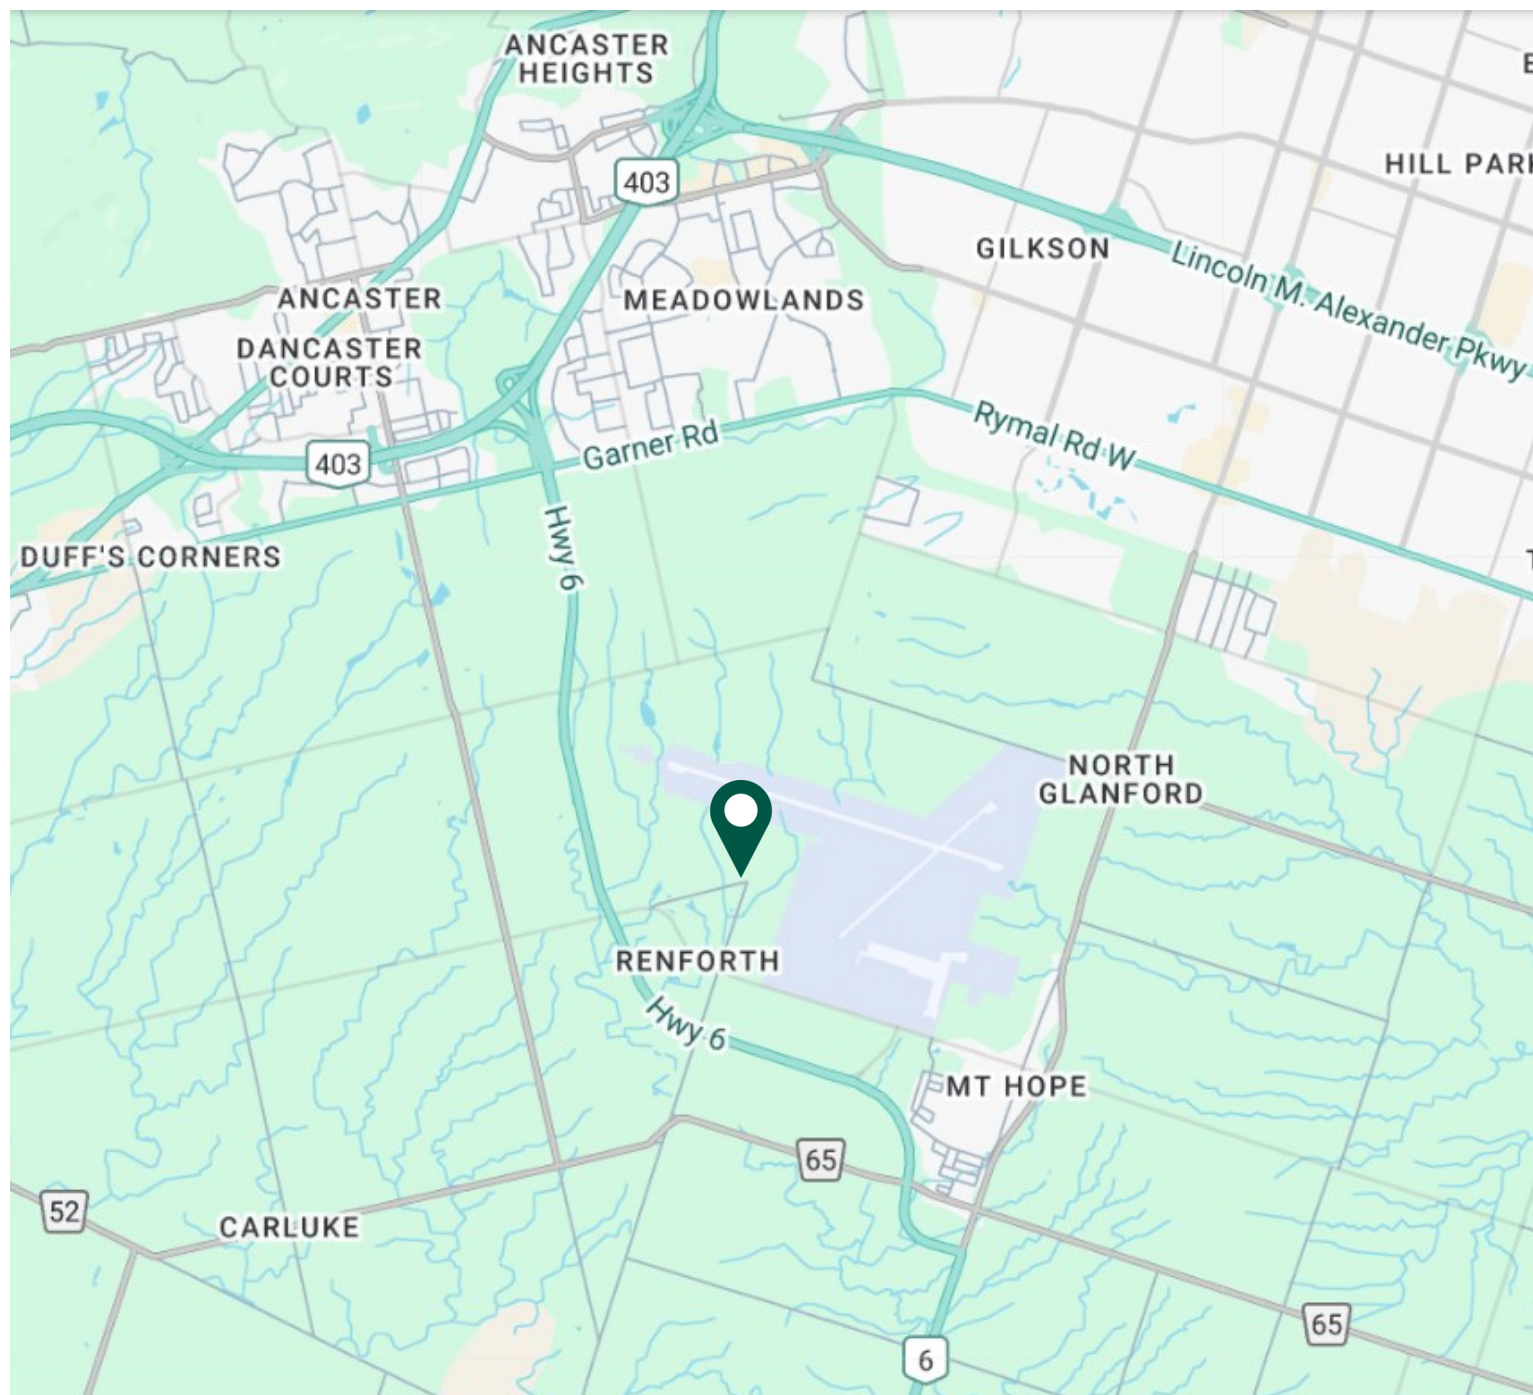 ANCASTER
HEIGHTS
E
HILL PARK
403
GILKSON
Lincoln M. Alexander Pkwy
ANCASTER
MEADOWLANDS
DANCASTER
COURTS
Garner Rd
Rymal Rd W
403
Hwy 6
DUFF'S CORNERS
T
NORTH
GLANFORD
RENFORTH
Hwy 6
MT HOPE
65
52
CARLUKE
65
6